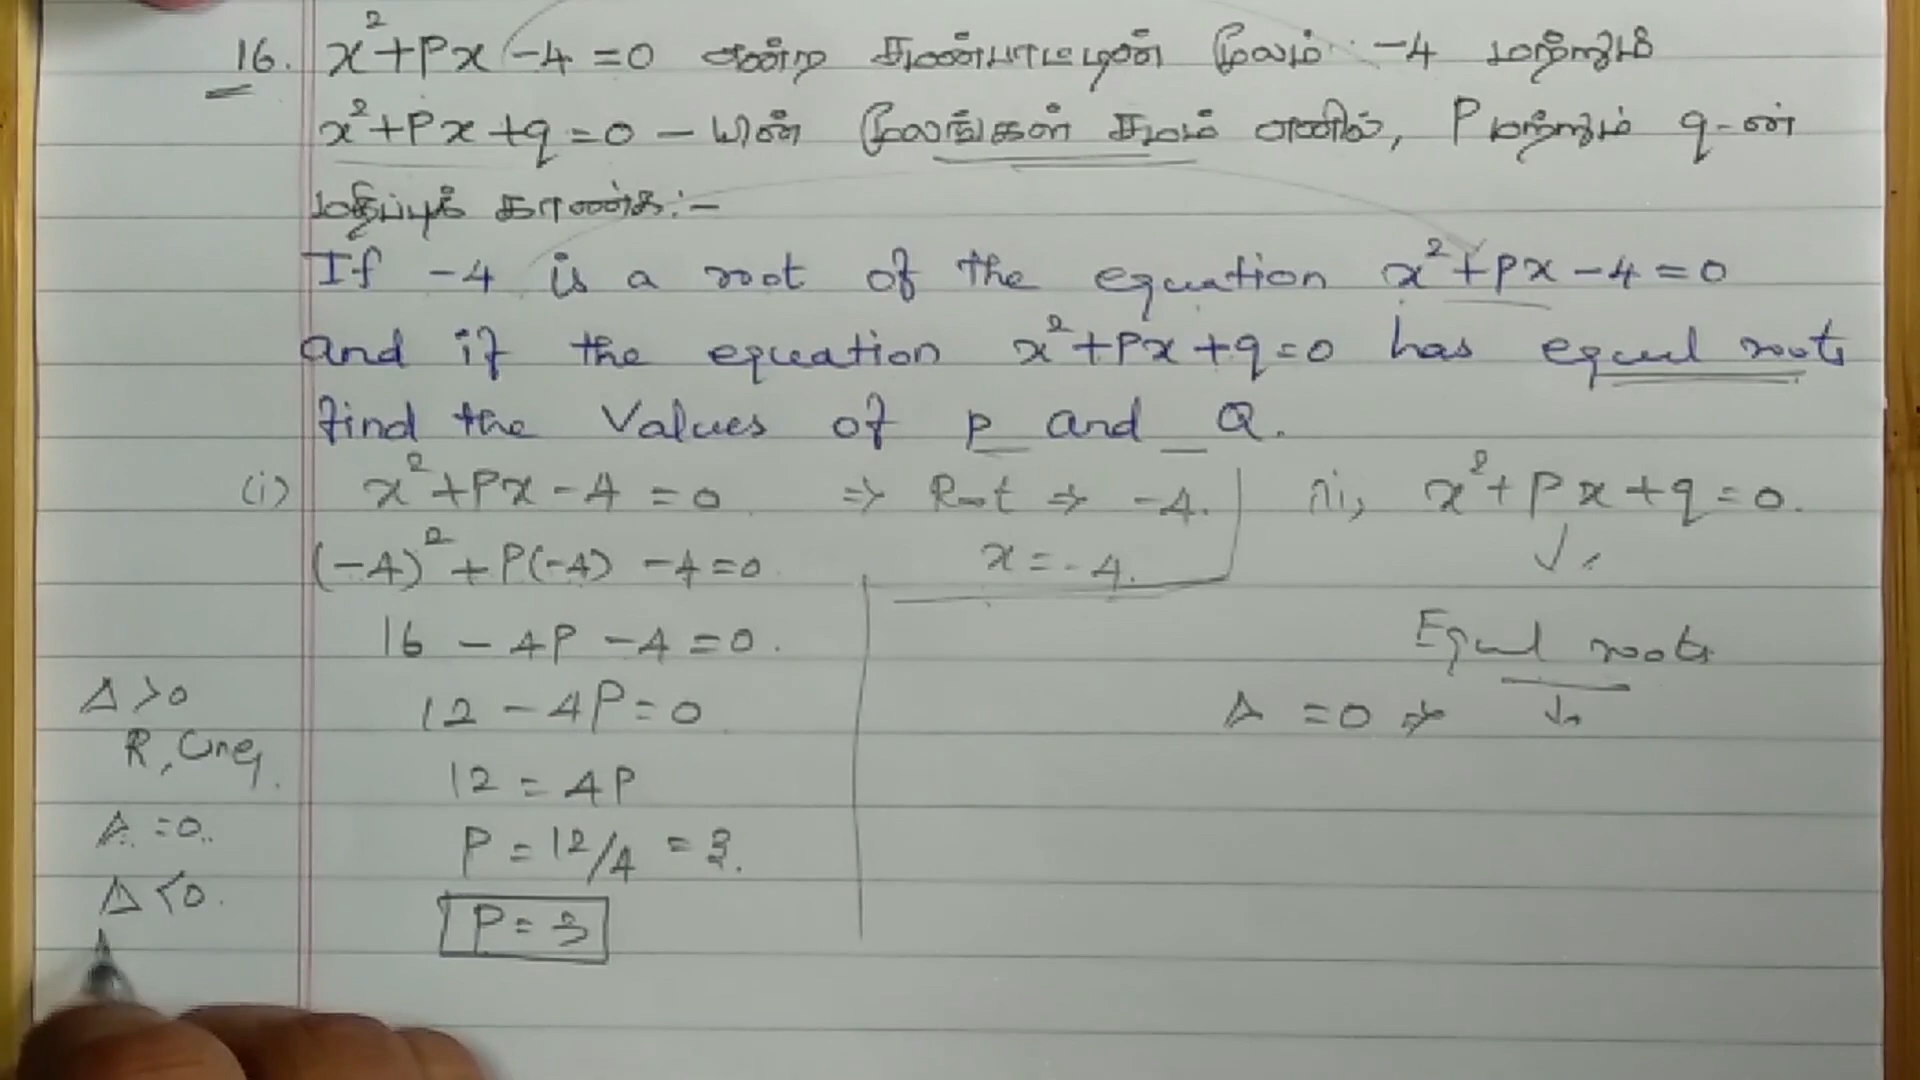 16. x²+Px-4=0 என்ற சமன்பாட்டின் மூலம் -4 மற்றும்
x²+Px+q=0 – யின் மூலங்கள் சமம் எனில், P மற்றும் q-ன்
மதிப்புக் காண்க:-
If -4 is a root of the equation x²+px-4=0
and if the equation x²+Px+q=0 has equal roots
find the Values of p and Q.
(i) x²+Px-4=0 ⇒ Root ⇒ -4.
(-4)²+P(-4)-4=0 x=-4.
16-4P-4=0.
12-4P=0
12=4P
P=12/4=3.
P=3
ii, x²+Px+q=0.
Equal roots
Δ=0 ⇒
Δ>0
R, Uneq.
Δ=0.
Δ<0.